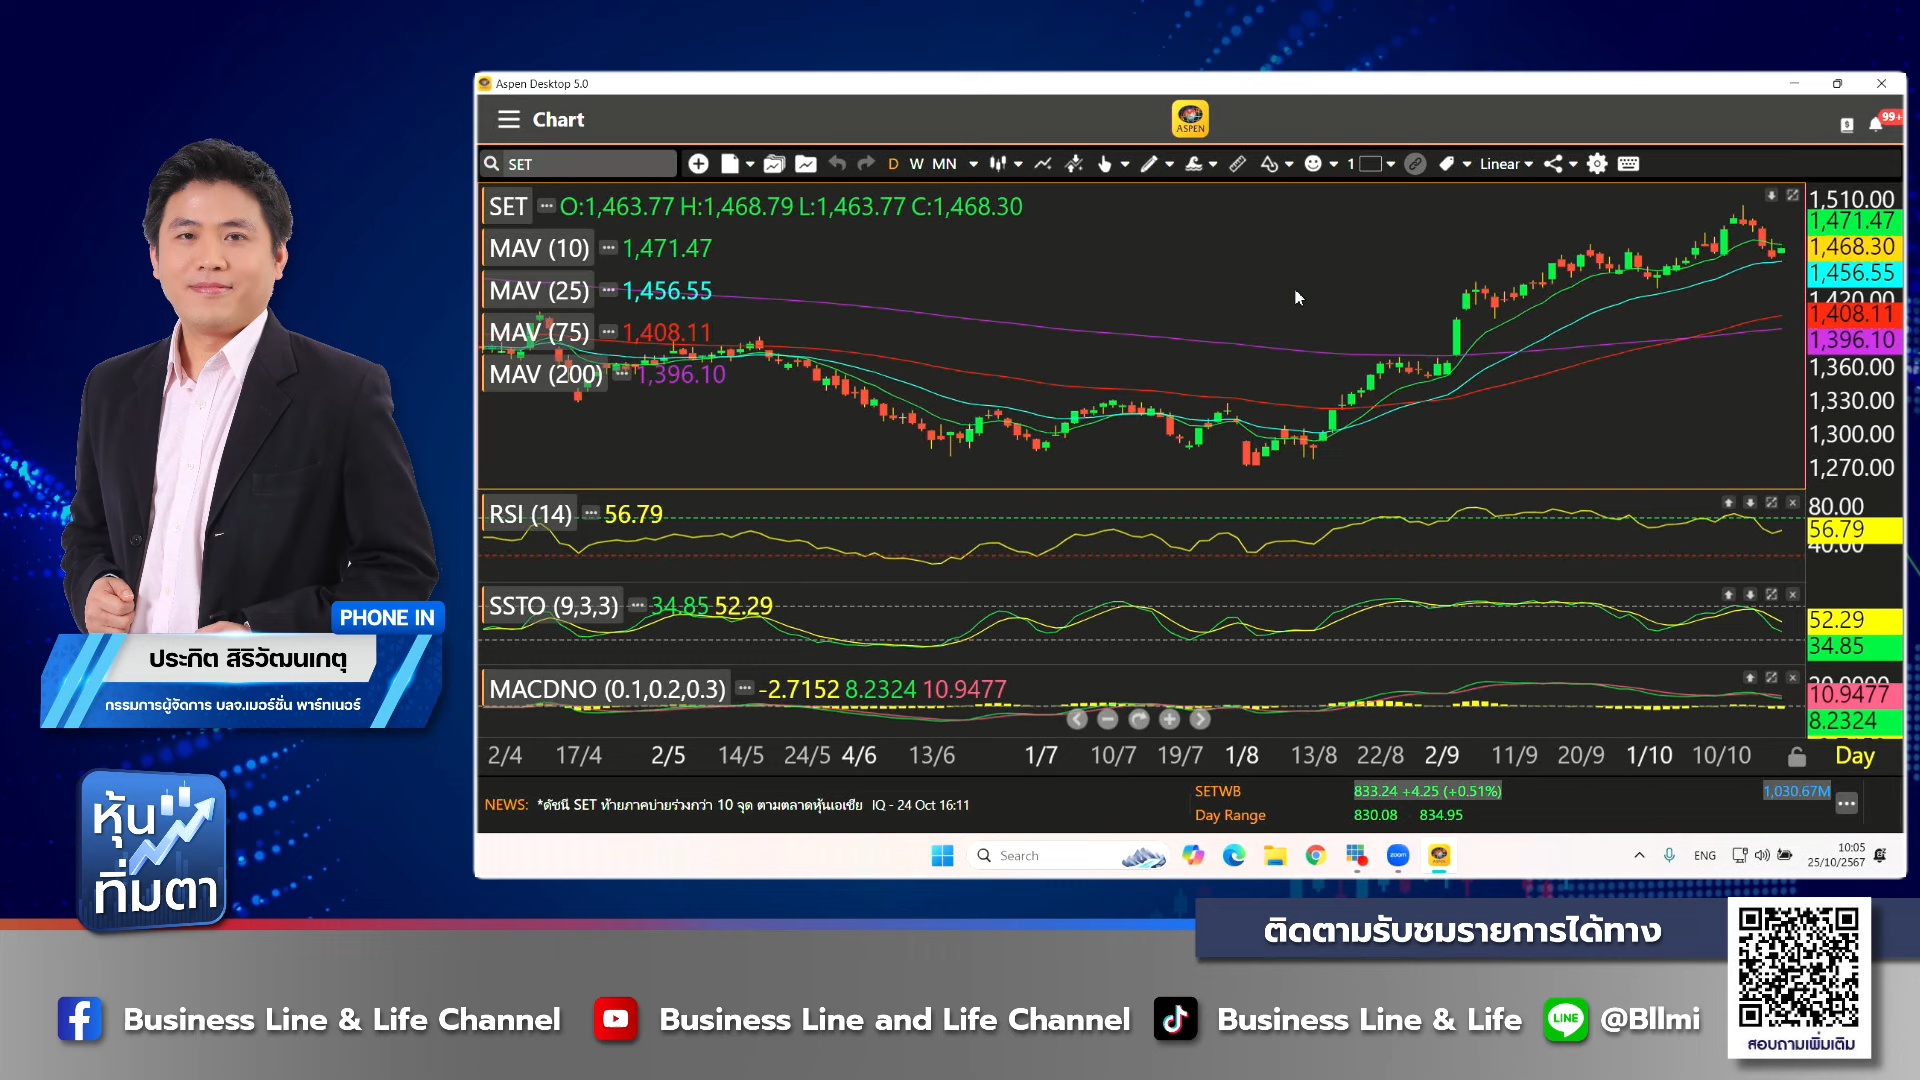 Aspen Desktop 5.0
Chart
ASPEN
99+
SET
D W MN
1
Linear
SET O:1,463.77 H:1,468.79 L:1,463.77 C:1,468.30
MAV (10) 1,471.47
MAV (25) 1,456.55
MAV (75) 1,408.11
MAV (200) 1,396.10
1,510.00
1,471.47
1,468.30
1,456.55
1,420.00
1,408.11
1,396.10
1,360.00
1,330.00
1,300.00
1,270.00
RSI (14) 56.79
80.00
56.79
40.00
SSTO (9,3,3) 34.85 52.29
52.29
34.85
MACDNO (0.1,0.2,0.3) -2.7152 8.2324 10.9477
10.9477
8.2324
2/4 17/4 2/5 14/5 24/5 4/6 13/6 1/7 10/7 19/7 1/8 13/8 22/8 2/9 11/9 20/9 1/10 10/10 Day
NEWS: *ดัชนี SET ท้ายภาคบ่ายร่วงกว่า 10 จุด ตามตลาดหุ้นเอเชีย IQ - 24 Oct 16:11
SETWB 833.24 +4.25 (+0.51%) 1,030.67M
Day Range 830.08 834.95
Search
zoom
ENG
10:05
25/10/2567
PHONE IN
ประกิต สิริวัฒนเกตุ
กรรมการผู้จัดการ บลจ.เมอร์ชั่น พาร์ทเนอร์
หุ้น
ทิ่มตา
ติดตามรับชมรายการได้ทาง
Business Line & Life Channel
Business Line and Life Channel
Business Line & Life
LINE
@Bllmi
สอบถามเพิ่มเติม